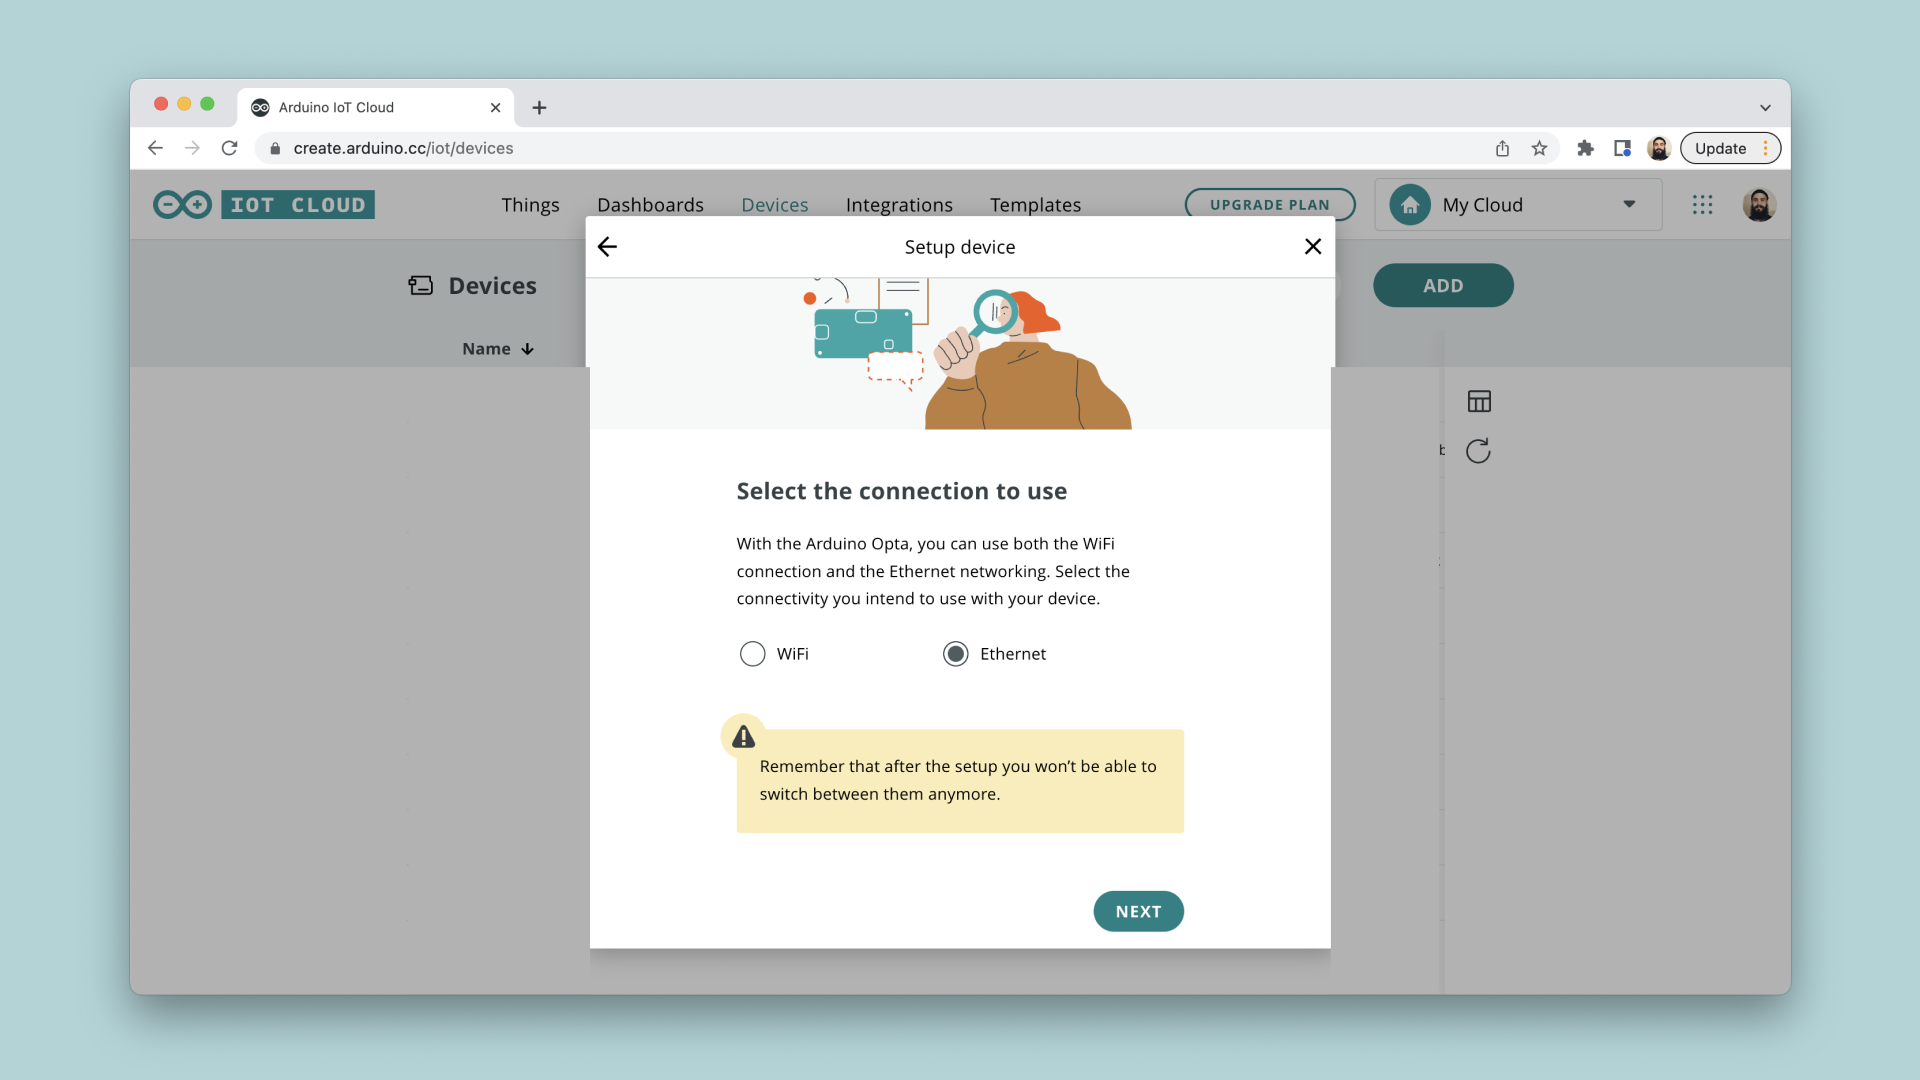 Arduino IoT Cloud
create.arduino.cc/iot/devices
Update
IOT CLOUD
Things
Dashboards
Devices
Integrations
Templates
UPGRADE PLAN
My Cloud
Setup device
Devices
ADD
Name
Select the connection to use
With the Arduino Opta, you can use both the WiFi
connection and the Ethernet networking. Select the
connectivity you intend to use with your device.
WiFi
Ethernet
Remember that after the setup you won’t be able to
switch between them anymore.
NEXT